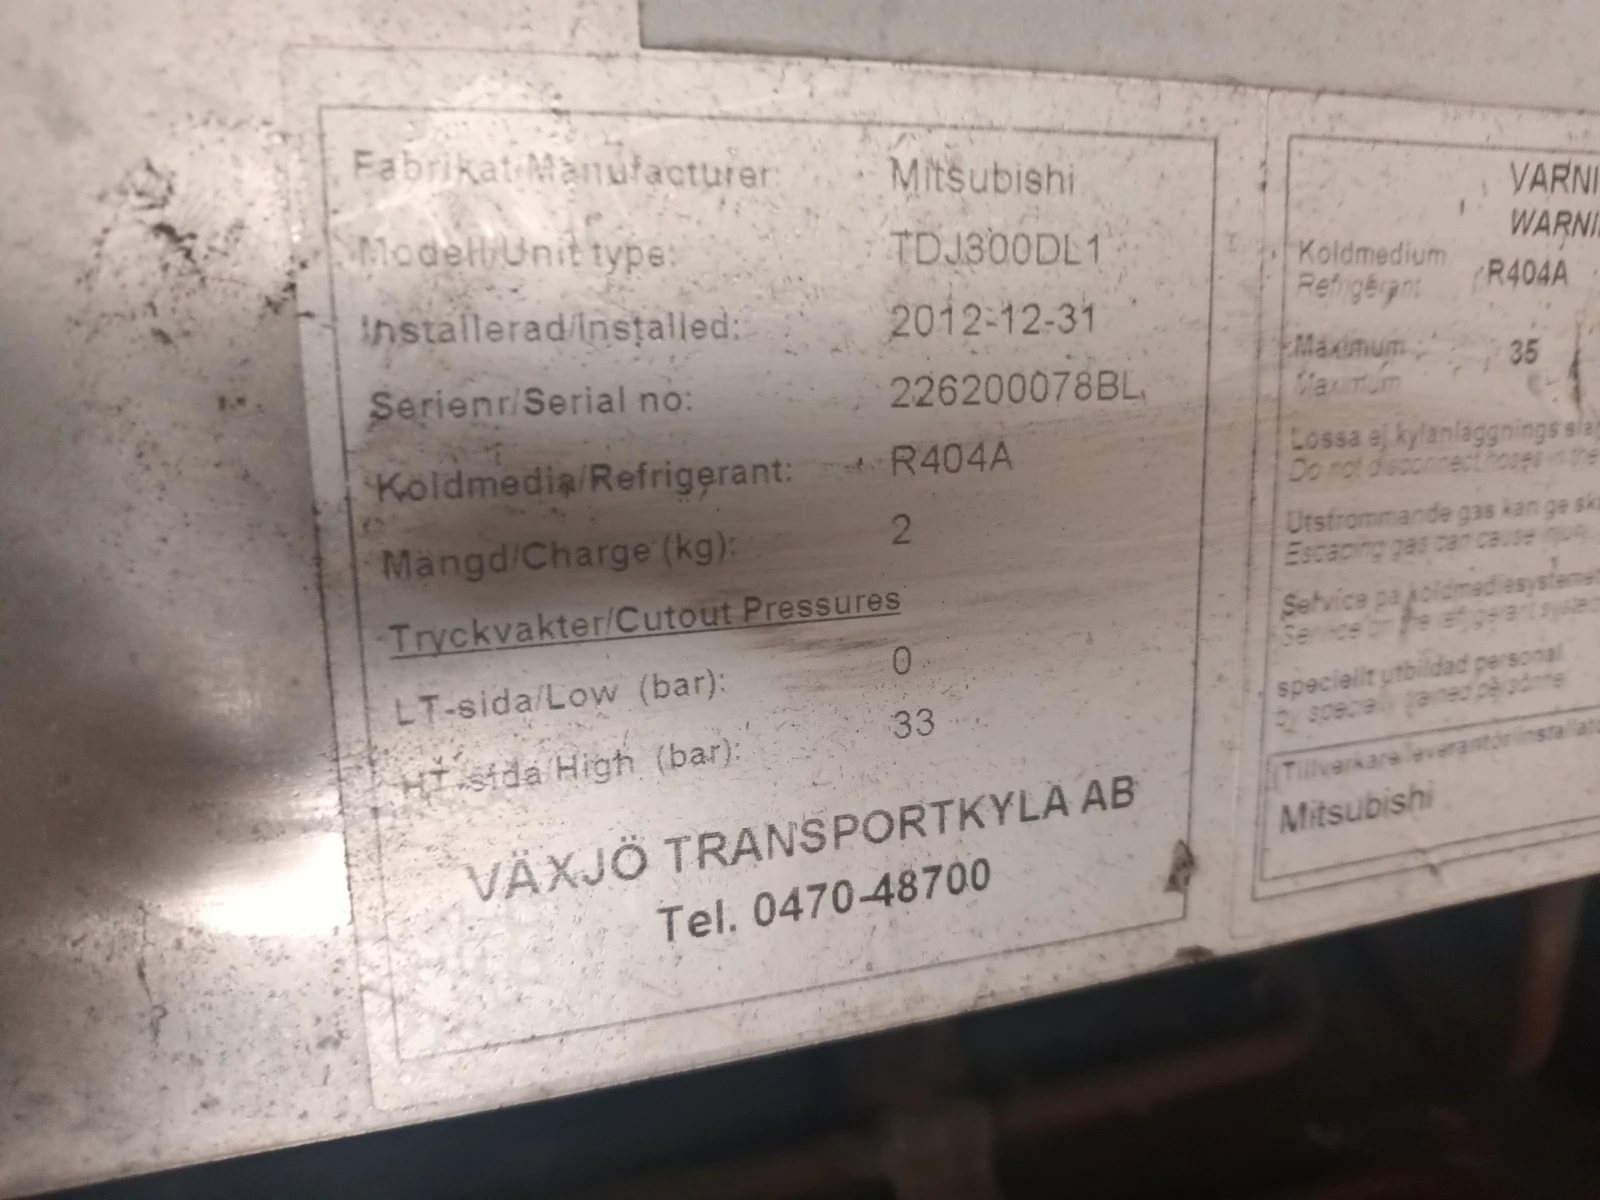 Fabrikat/Manufacturer: Mitsubishi
Modell/Unit type: TDJ300DL1
Installerad/Installed: 2012-12-31
Serienr/Serial no: 226200078BL
Köldmedia/Refrigerant: R404A
Mängd/Charge (kg): 2
Tryckvakter/Cutout Pressures
LT-sida/Low (bar): 0
HT-sida/High (bar): 33
VÄXJÖ TRANSPORTKYLA AB
Tel. 0470-48700
VARNI
WARNI
Köldmedium R404A
Refrigerant
Maximum 35
Maximum
Lossa ej kylanläggnings
Do not disconnect hoses in the
Utströmmande gas kan ge
Escaping gas can cause injury
Service på köldmediesystemet
Service on the refrigerant
speciellt utbildad personal
by specially trained
Mitsubishi